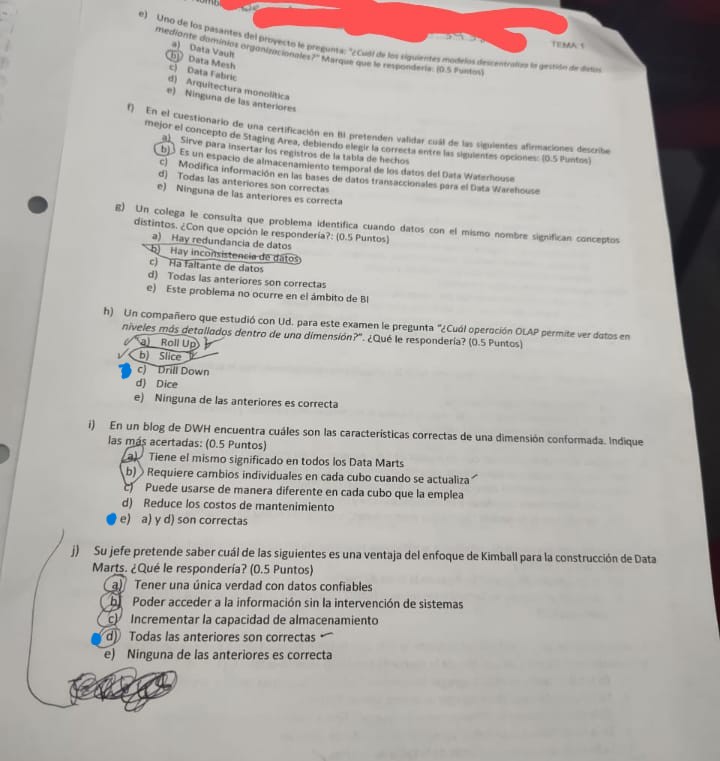 TEMA: 1
e) Uno de los pasantes del proyecto le pregunta: "¿Cuál de los siguientes modelos descentraliza la gestión de datos
mediante dominios organizacionales?" Marque que le respondería: (0.5 Puntos)
a) Data Vault
b) Data Mesh
c) Data Fabric
d) Arquitectura monolítica
e) Ninguna de las anteriores
f) En el cuestionario de una certificación en BI pretenden validar cuál de las siguientes afirmaciones describe
mejor el concepto de Staging Area, debiendo elegir la correcta entre las siguientes opciones: (0.5 Puntos)
a) Sirve para insertar los registros de la tabla de hechos
b) Es un espacio de almacenamiento temporal de los datos del Data Waterhouse
c) Modifica información en las bases de datos transaccionales para el Data Warehouse
d) Todas las anteriores son correctas
e) Ninguna de las anteriores es correcta
g) Un colega le consulta que problema identifica cuando datos con el mismo nombre significan conceptos
distintos. ¿Con que opción le respondería?: (0.5 Puntos)
a) Hay redundancia de datos
b) Hay inconsistencia de datos
c) Ha faltante de datos
d) Todas las anteriores son correctas
e) Este problema no ocurre en el ámbito de BI
h) Un compañero que estudió con Ud. para este examen le pregunta "¿Cuál operación OLAP permite ver datos en
niveles más detallados dentro de una dimensión?". ¿Qué le respondería? (0.5 Puntos)
a) Roll Up
b) Slice
c) Drill Down
d) Dice
e) Ninguna de las anteriores es correcta
i) En un blog de DWH encuentra cuáles son las características correctas de una dimensión conformada. Indique
las más acertadas: (0.5 Puntos)
a) Tiene el mismo significado en todos los Data Marts
b) Requiere cambios individuales en cada cubo cuando se actualiza
c) Puede usarse de manera diferente en cada cubo que la emplea
d) Reduce los costos de mantenimiento
e) a) y d) son correctas
j) Su jefe pretende saber cuál de las siguientes es una ventaja del enfoque de Kimball para la construcción de Data
Marts. ¿Qué le respondería? (0.5 Puntos)
a) Tener una única verdad con datos confiables
b) Poder acceder a la información sin la intervención de sistemas
c) Incrementar la capacidad de almacenamiento
d) Todas las anteriores son correctas
e) Ninguna de las anteriores es correcta